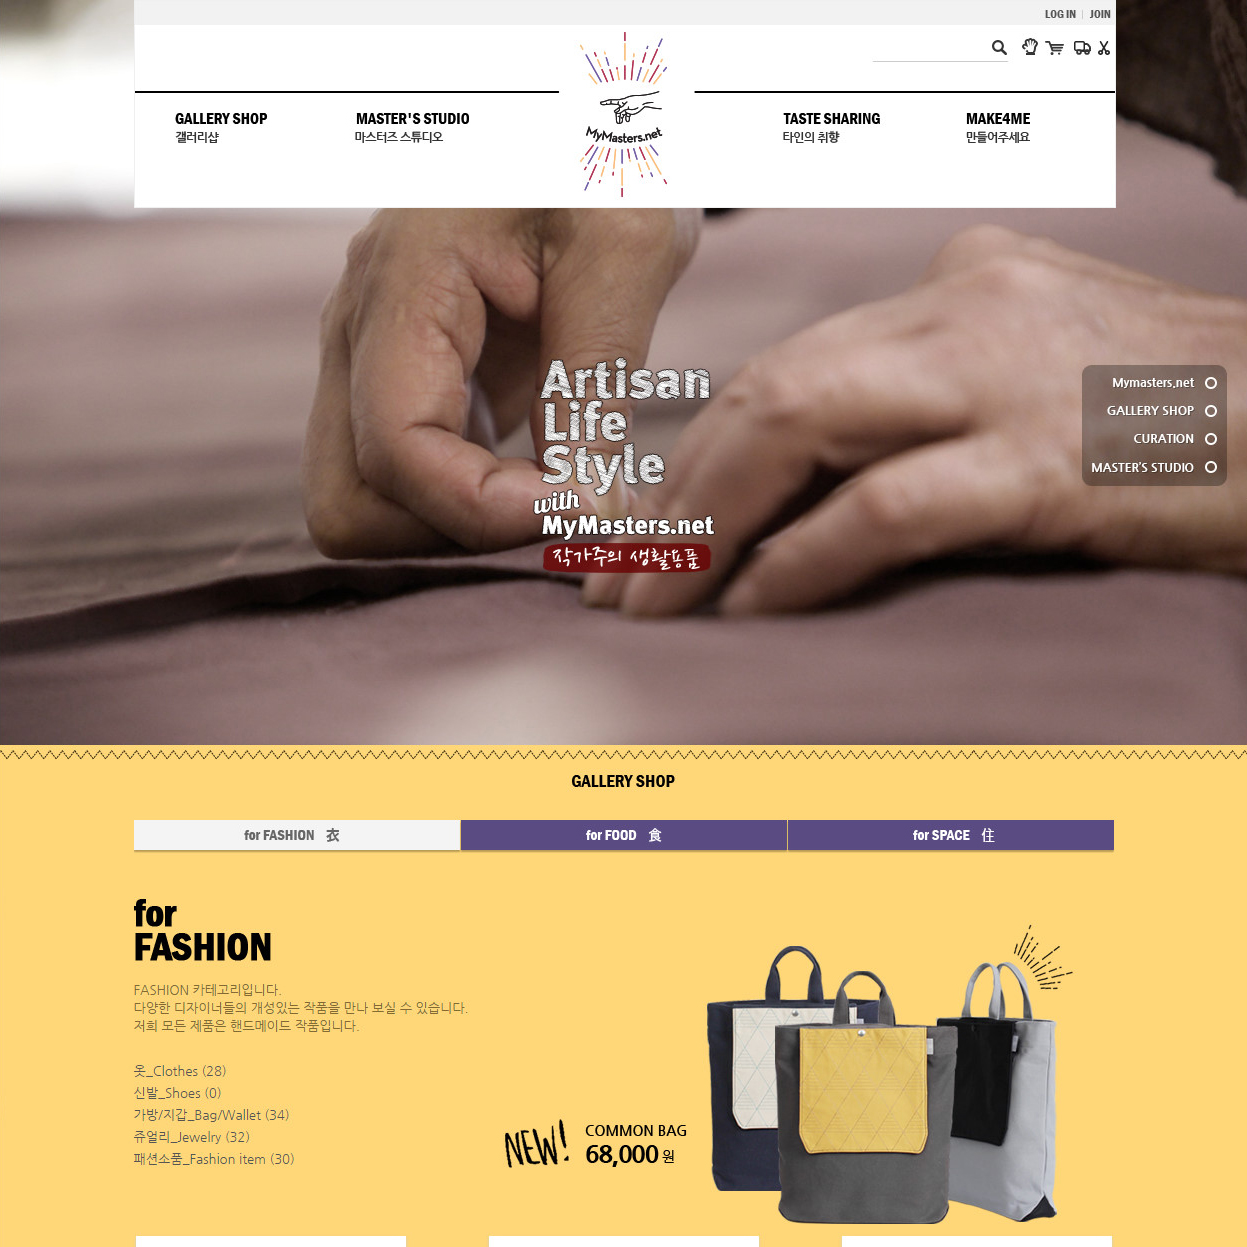 LOG IN | JOIN
GALLERY SHOP
갤러리샵
MASTER'S STUDIO
마스터즈 스튜디오
MyMasters.net
TASTE SHARING
타인의 취향
MAKE4ME
만들어주세요
Artisan
Life
Style
with
MyMasters.net
작가주의 생활용품
Mymasters.net
GALLERY SHOP
CURATION
MASTER'S STUDIO
GALLERY SHOP
for FASHION 衣
for FOOD 食
for SPACE 住
for
FASHION
FASHION 카테고리입니다.
다양한 디자이너들의 개성있는 작품을 만나 보실 수 있습니다.
저희 모든 제품은 핸드메이드 작품입니다.
옷_Clothes (28)
신발_Shoes (0)
가방/지갑_Bag/Wallet (34)
쥬얼리_Jewelry (32)
패션소품_Fashion item (30)
NEW!
COMMON BAG
68,000 원